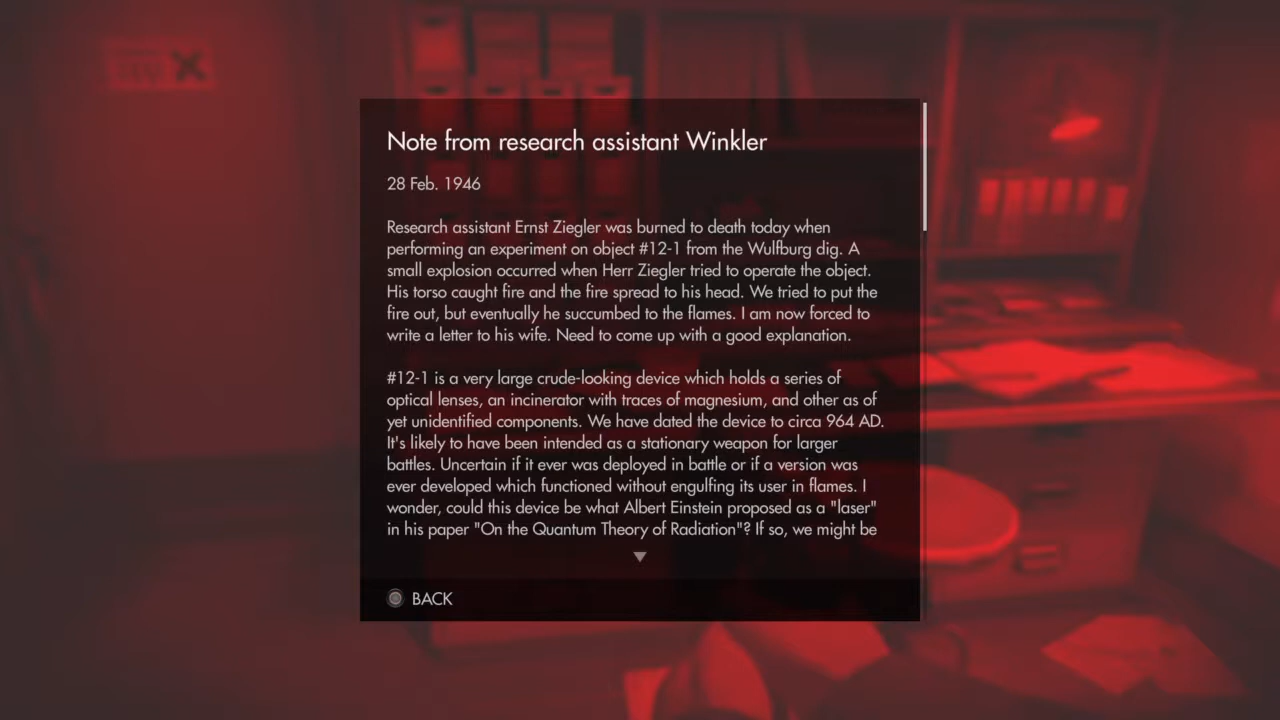 Note from research assistant Winkler
28 Feb. 1946
Research assistant Ernst Ziegler was burned to death today when
performing an experiment on object #12-1 from the Wulfburg dig. A
small explosion occurred when Herr Ziegler tried to operate the object.
His torso caught fire and the fire spread to his head. We tried to put the
fire out, but eventually he succumbed to the flames. I am now forced to
write a letter to his wife. Need to come up with a good explanation.
#12-1 is a very large crude-looking device which holds a series of
optical lenses, an incinerator with traces of magnesium, and other as of
yet unidentified components. We have dated the device to circa 964 AD.
It's likely to have been intended as a stationary weapon for larger
battles. Uncertain if it ever was deployed in battle or if a version was
ever developed which functioned without engulfing its user in flames. I
wonder, could this device be what Albert Einstein proposed as a "laser"
in his paper "On the Quantum Theory of Radiation"? If so, we might be
BACK